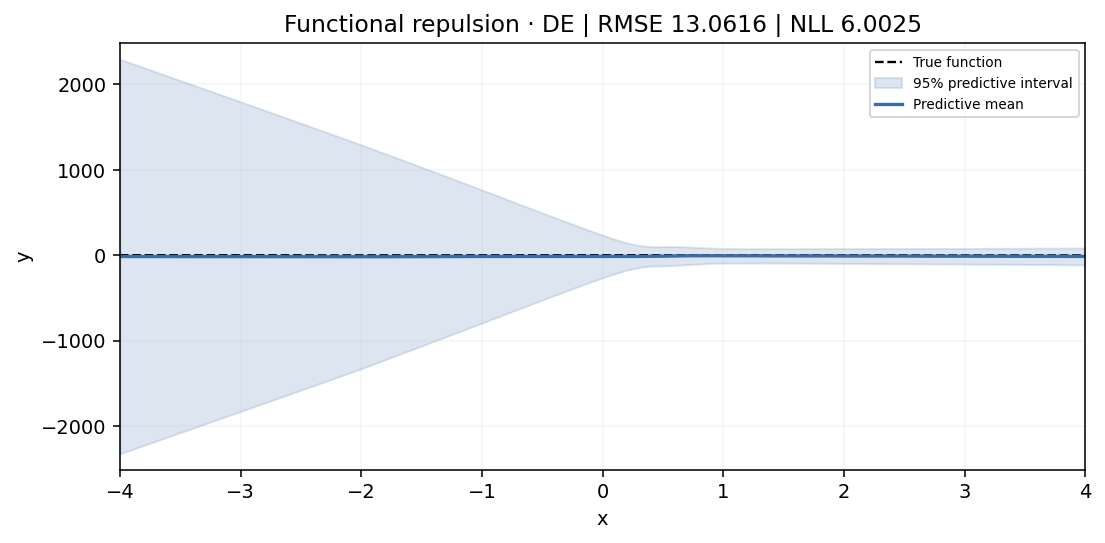 Functional repulsion · DE | RMSE 13.0616 | NLL 6.0025
True function
95% predictive interval
Predictive mean
y
2000
1000
0
−1000
−2000
−4 −3 −2 −1 0 1 2 3 4
x